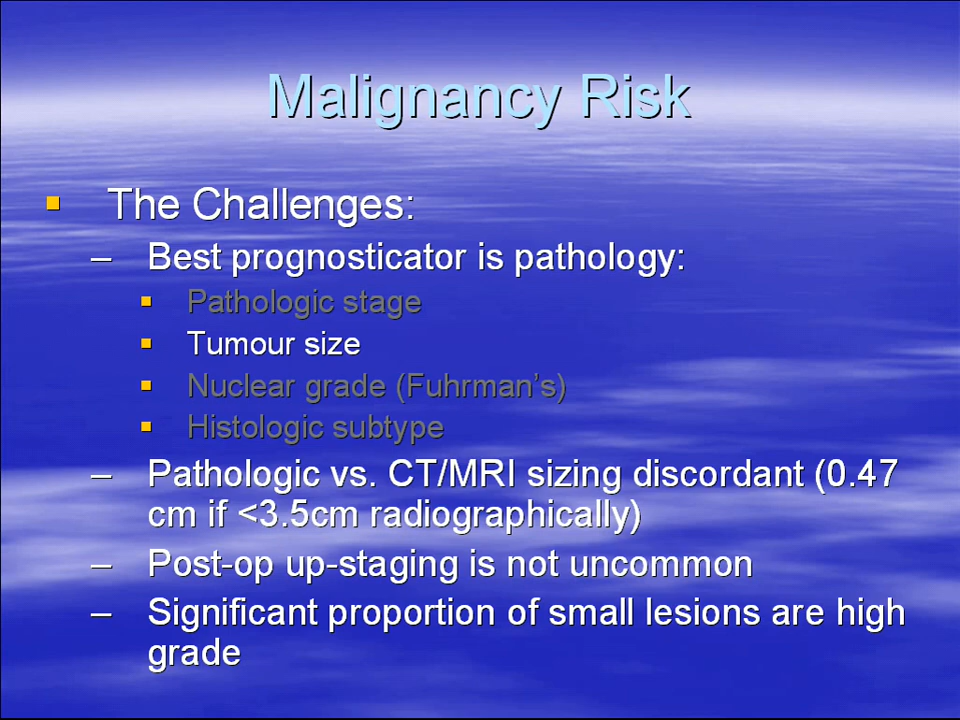 Malignancy Risk
The Challenges:
– Best prognosticator is pathology:
Pathologic stage
Tumour size
Nuclear grade (Fuhrman's)
Histologic subtype
– Pathologic vs. CT/MRI sizing discordant (0.47
cm if <3.5cm radiographically)
– Post-op up-staging is not uncommon
– Significant proportion of small lesions are high
grade